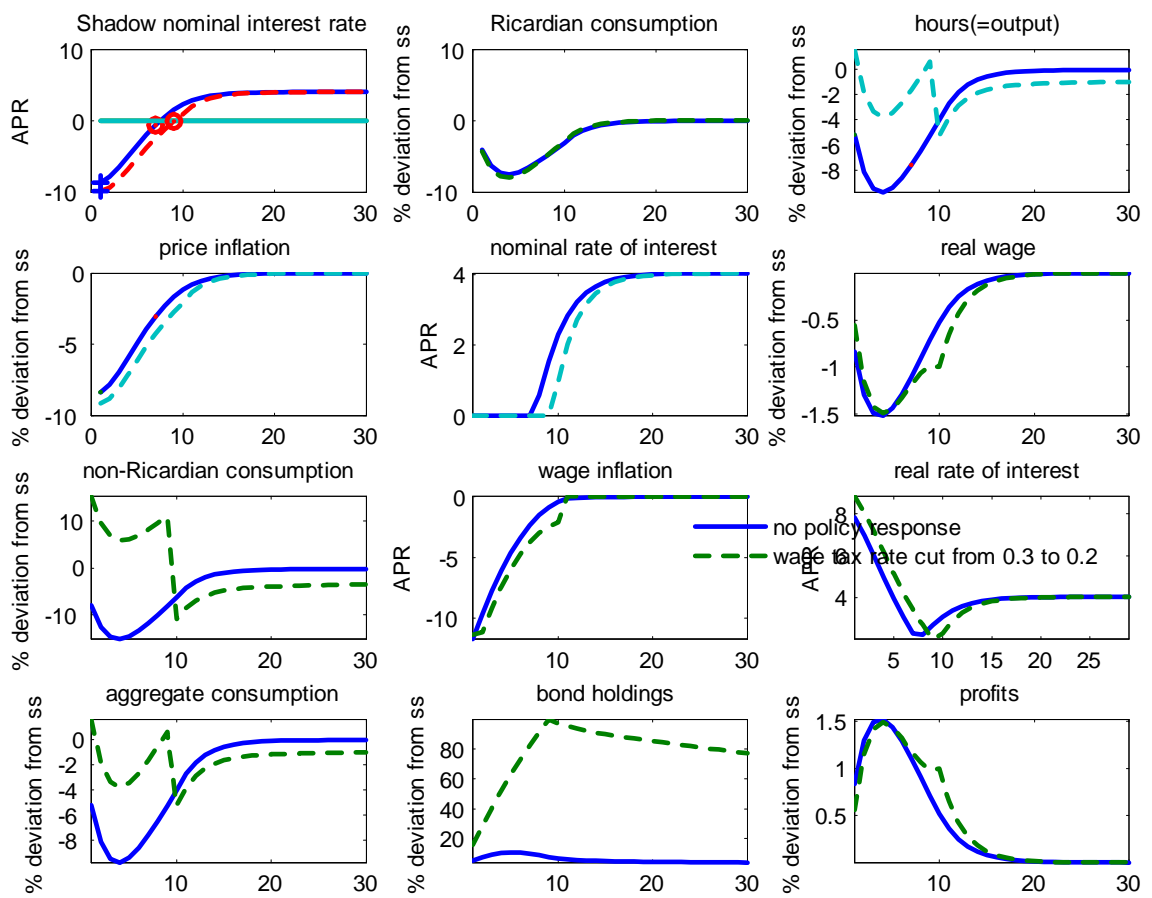 Shadow nominal interest rate
Ricardian consumption
hours(=output)
10
0
-10
APR
0 10 20 30
10
0
-10
% deviation from ss
0 10 20 30
0
-2
-4
-6
-8
% deviation from ss
10 20 30
price inflation
nominal rate of interest
real wage
0
-5
-10
% deviation from ss
0 10 20 30
4
2
0
APR
10 20 30
-0.5
-1
-1.5
% deviation from ss
10 20 30
non-Ricardian consumption
wage inflation
real rate of interest
10
0
-10
% deviation from ss
10 20 30
0
-5
-10
APR
10 20 30
8
6
4
APR
5 10 15 20 25
no policy response
wage tax rate cut from 0.3 to 0.2
aggregate consumption
bond holdings
profits
0
-2
-4
-6
-8
% deviation from ss
10 20 30
80
60
40
20
% deviation from ss
10 20 30
1.5
1
0.5
% deviation from ss
10 20 30